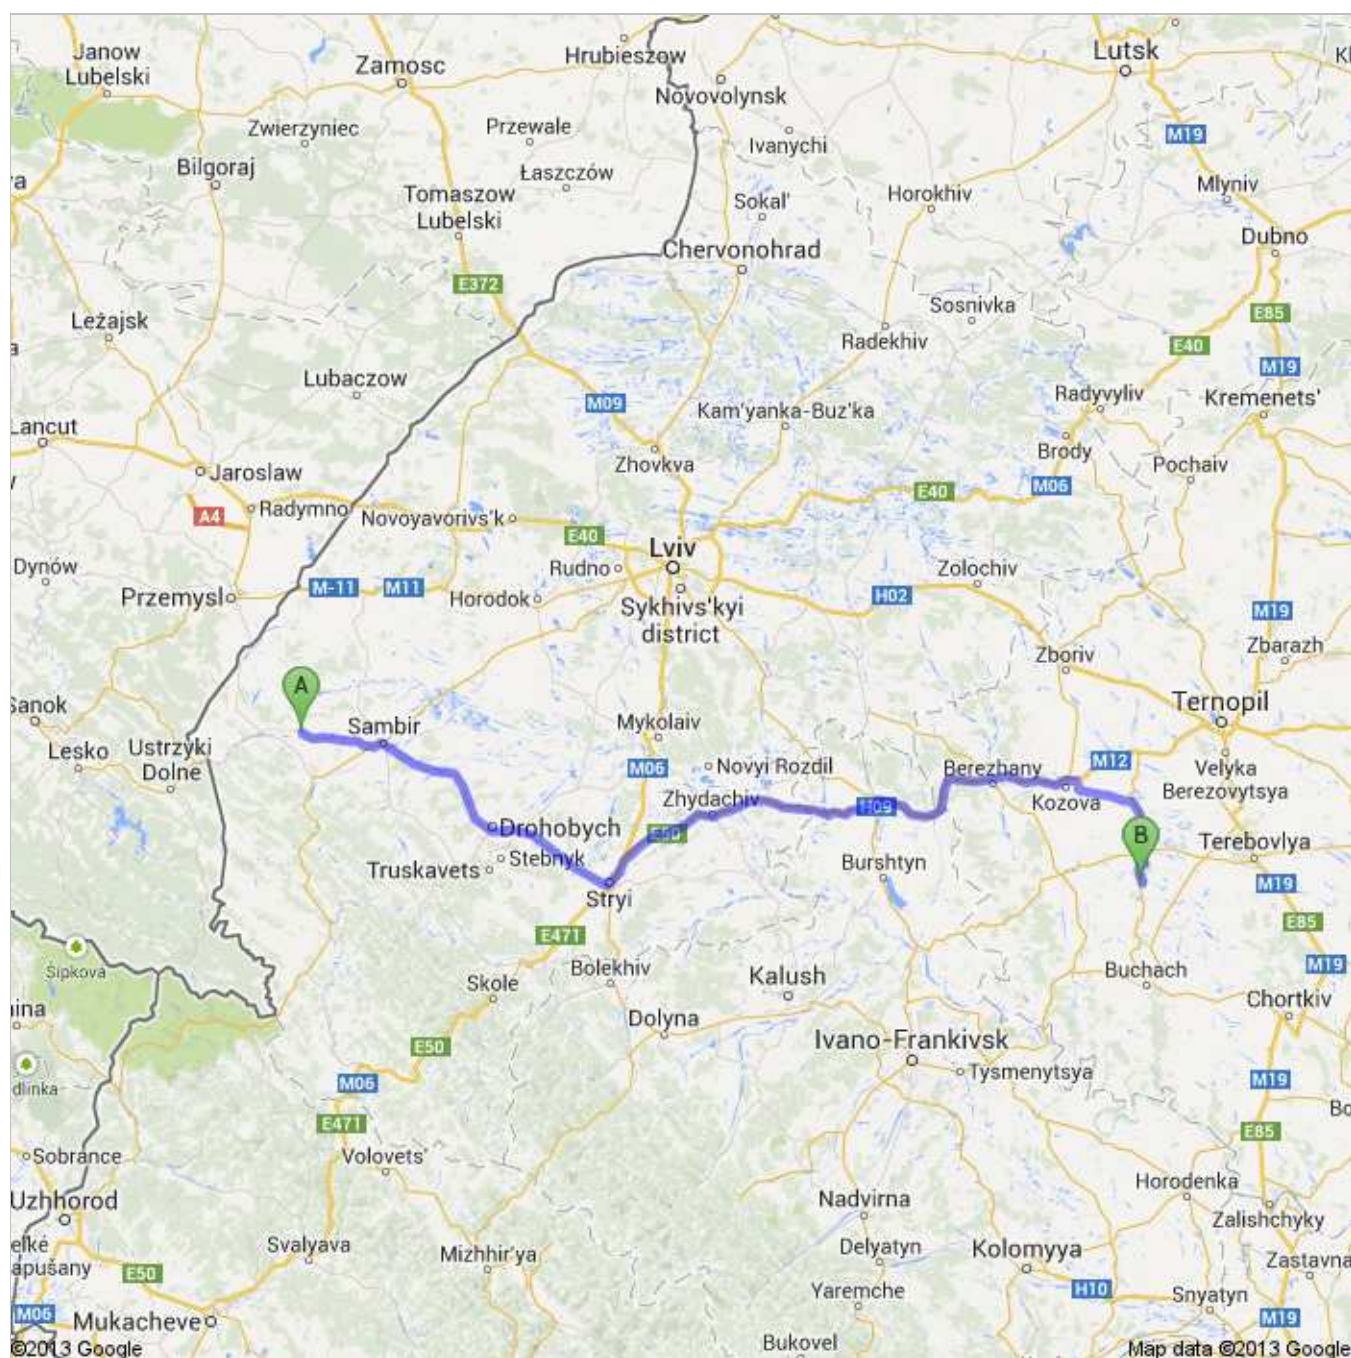 Janow
Lubelski
Zamosc
Hrubieszow
Lutsk
Novovolynsk
Zwierzyniec
Przewale
Ivanychi
M19
Bilgoraj
Łaszczów
Tomaszow
Lubelski
Sokal'
Horokhiv
Mlyniv
Chervonohrad
Dubno
E372
Leżajsk
Sosnivka
E85
Radekhiv
E40
Lubaczow
M19
M09
Kam'yanka-Buz'ka
Radyvyliv
Kremenets'
Lancut
Zhovkva
Brody
Pochaiv
Jaroslaw
E40
M06
A4
Radymno
Novoyavorivs'k
E40
Lviv
Dynów
Rudno
Zolochiv
Przemysl
M-11
M11
Horodok
Sykhivs'kyi
district
H02
M19
Zbarazh
Zboriv
A
Sanok
Sambir
Mykolaiv
Ternopil
Lesko
Ustrzyki
Dolne
M06
Novyi Rozdil
Berezhany
M12
Velyka
Berezovytsya
Zhydachiv
H09
Kozova
Drohobych
E50
B
Terebovlya
Stebnyk
Truskavets
Burshtyn
Stryi
M19
E85
E471
Sipkova
Skole
Bolekhiv
Kalush
Buchach
M19
Chortkiv
Dolyna
Ivano-Frankivsk
E50
Tysmenytsya
M06
M19
E471
E85
Sobrance
Volovets'
Uzhhorod
Nadvirna
Horodenka
Zalishchyky
Svalyava
Mizhhir'ya
Delyatyn
Kolomyya
Zastavna
E50
Yaremche
H10
Snyatyn
M06
Mukacheve
M19
Bukovel
©2013 Google
Map data ©2013 Google